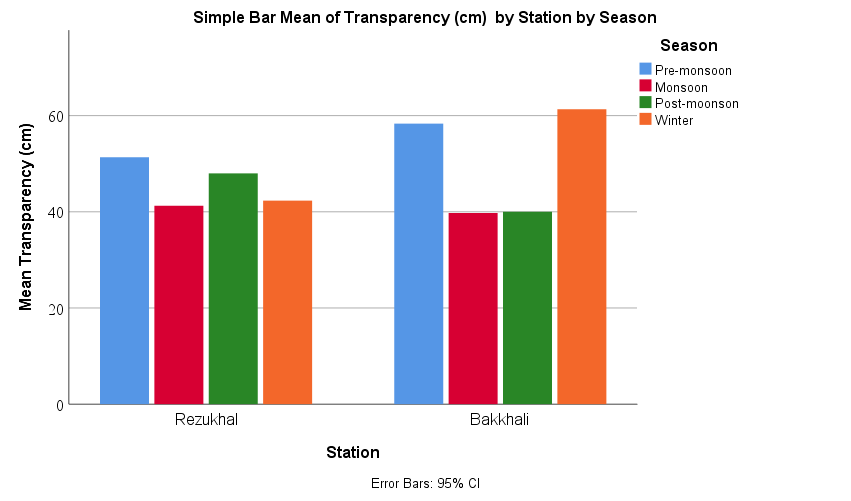 Simple Bar Mean of Transparency (cm) by Station by Season
Season
Pre-monsoon
Monsoon
Post-moonson
Winter
Mean Transparency (cm)
60
40
20
0
Rezukhal
Bakkhali
Station
Error Bars: 95% CI